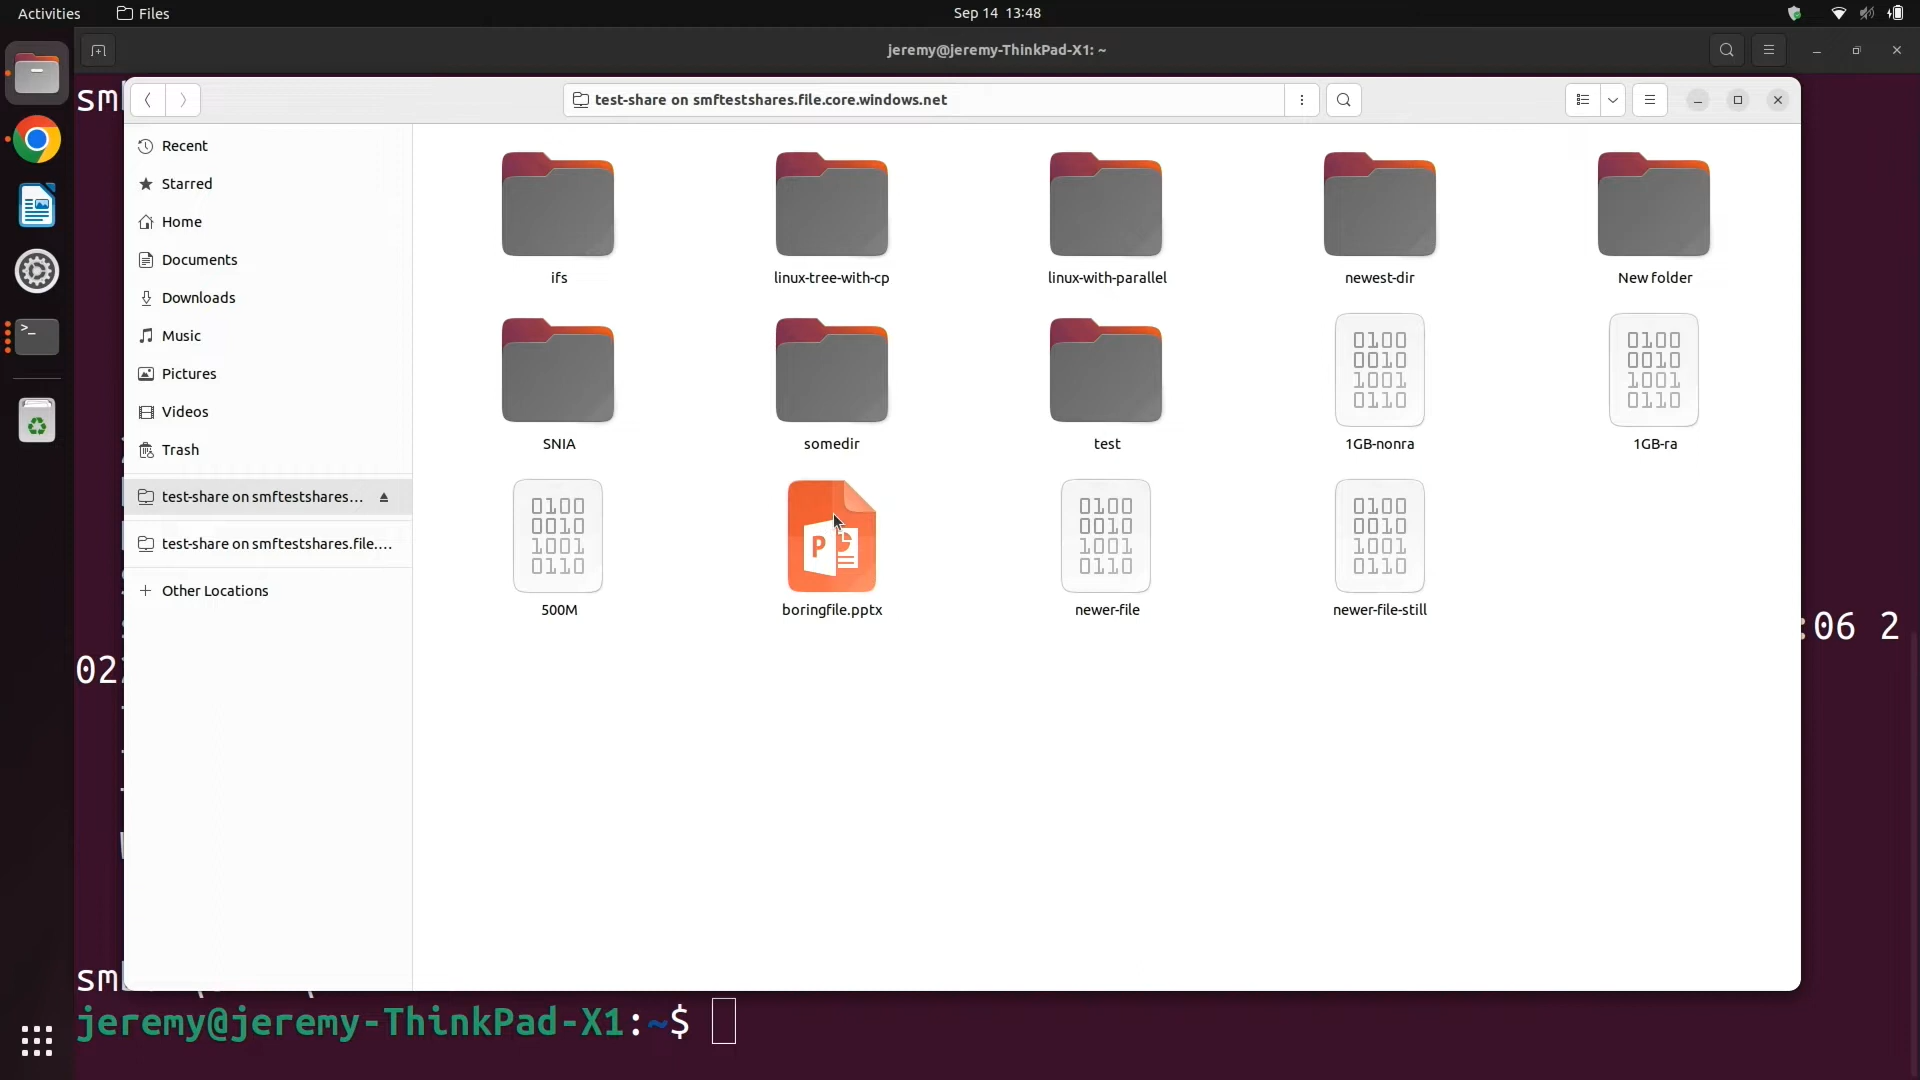 Activities Files Sep 14 13:48
jeremy@jeremy-ThinkPad-X1: ~
test-share on smftestshares.file.core.windows.net
Recent
Starred
Home
Documents
Downloads
Music
Pictures
Videos
Trash
test-share on smftestshares...
test-share on smftestshares.file....
Other Locations
ifs linux-tree-with-cp linux-with-parallel newest-dir New folder
SNIA somedir test 1GB-nonra 1GB-ra
500M boringfile.pptx newer-file newer-file-still
:06 2
02
jeremy@jeremy-ThinkPad-X1:~$